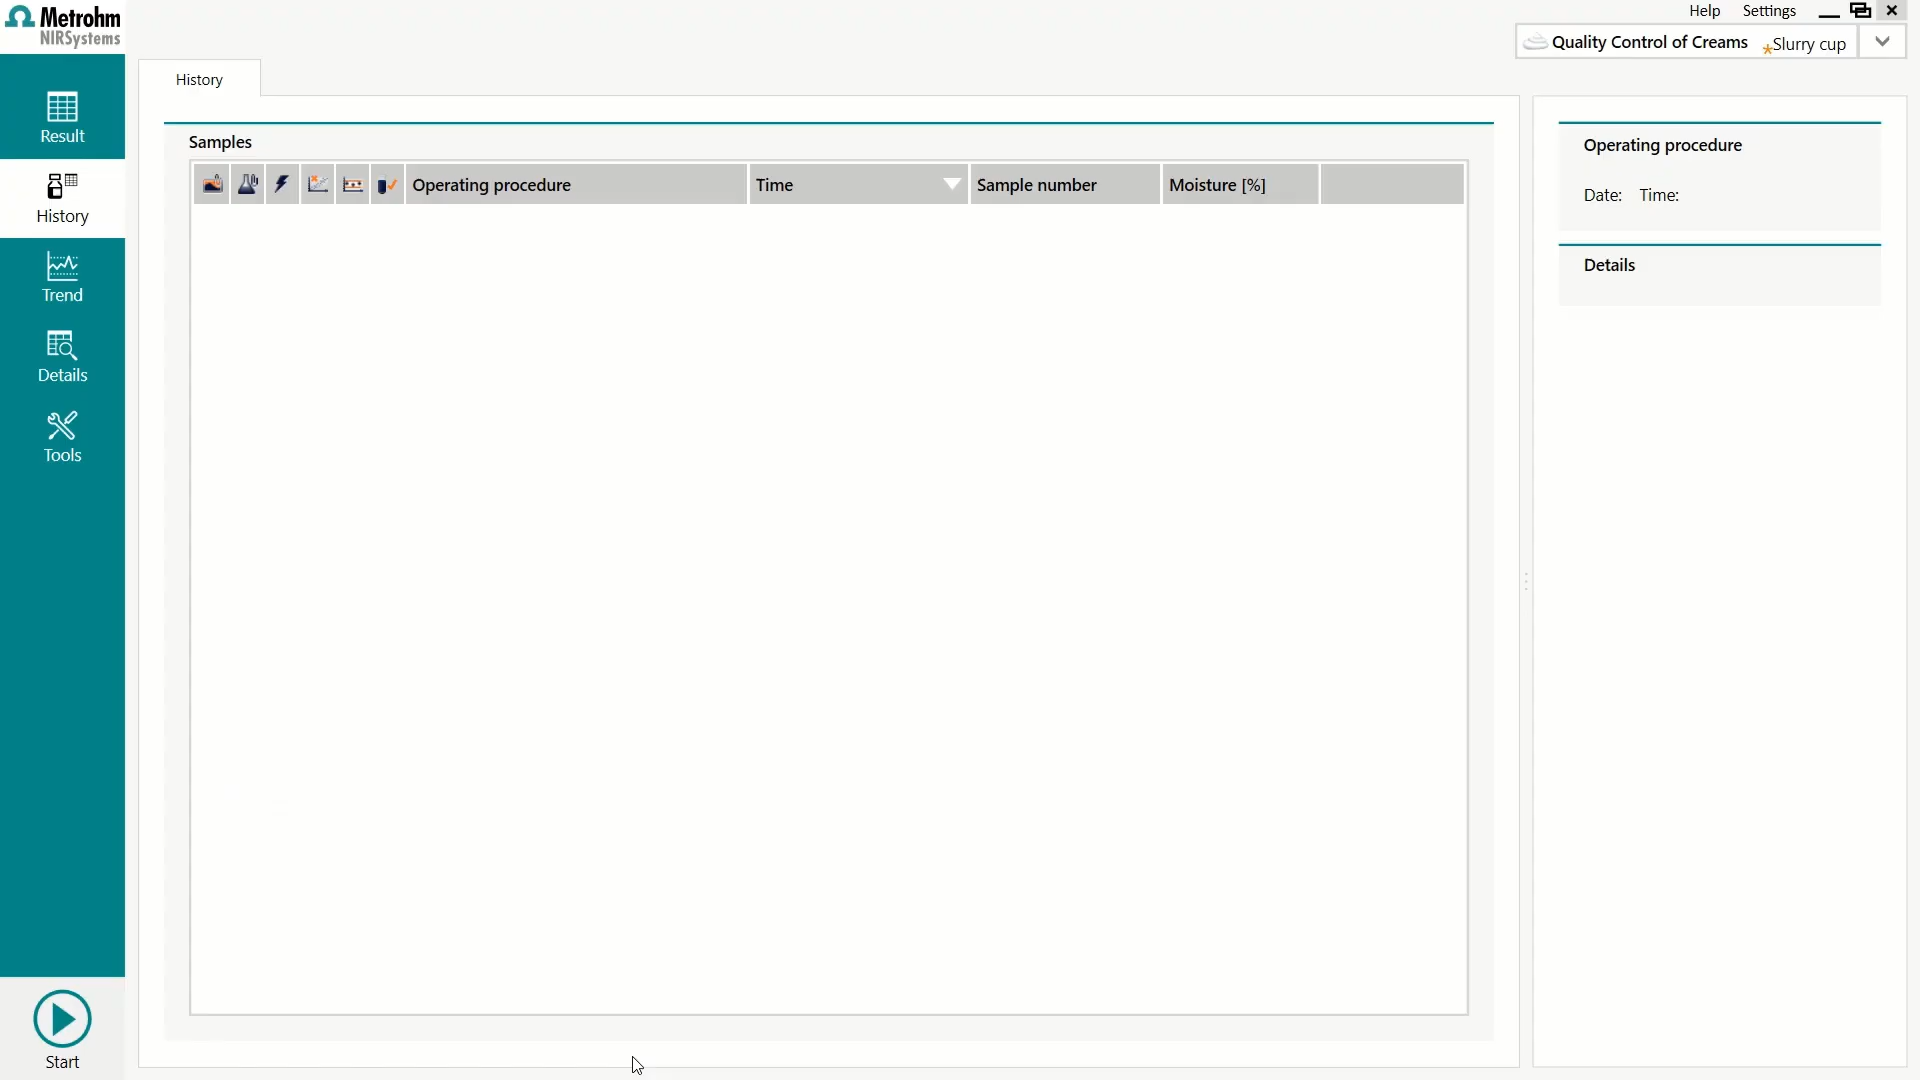 Metrohm
NIRSystems
Help Settings
Quality Control of Creams *Slurry cup
History
Result
History
Trend
Details
Tools
Start
Samples
Operating procedure Time Sample number Moisture [%]
Operating procedure
Date: Time:
Details